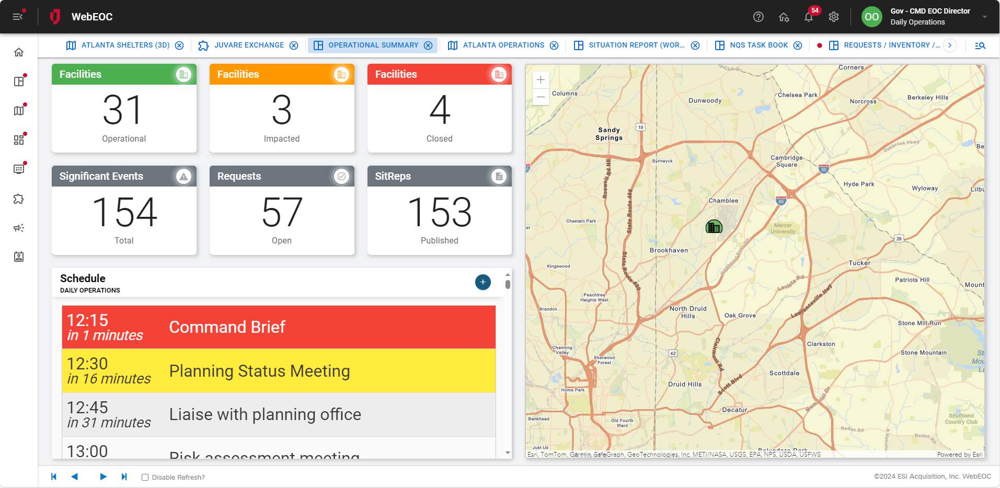 WebEOC
54
OO
Gov - CMD EOC Director
Daily Operations
ATLANTA SHELTERS (3D)
JUVARE EXCHANGE
OPERATIONAL SUMMARY
ATLANTA OPERATIONS
SITUATION REPORT (WOR...
NQS TASK BOOK
REQUESTS / INVENTORY /...
Facilities
31
Operational
Facilities
3
Impacted
Facilities
4
Closed
Significant Events
154
Total
Requests
57
Open
SitReps
153
Published
Schedule
DAILY OPERATIONS
12:15
in 1 minutes
Command Brief
12:30
in 16 minutes
Planning Status Meeting
12:45
in 31 minutes
Liaise with planning office
13:00
Risk assessment meeting
Corners
Columns
Dunwoody
Chelsea Park
Norcross
Berkeley Hills
Sandy
Springs
19
Oakbrook Pkwy
Be
Byrnwyck
Cambridge
Square
85
Roswell Rd NE
Hyde Park
Wyloway
Lilbu
State Route 400
Chamblee
85
Chastain Park
er
Mercer
University
29
Brookhaven
Northeast Expy NE
Tucker
Kingswood
State Route 400
Lavista Rd
Patriots Hill
Mount
Peachtree
Heights West
Lawrenceville Hwy
Brandon
North Druid
Hills
Oak Grove
Stone Mill Run
Clarkston
Channing
Valley
42
Clairmont Rd
Stone Mountain
Sherwood
Forest
Sto
Mou
La
Scottdale
Druid Hills
Scott Blvd
Home Park
Memorial Dr
Decatur
Bankhead
Old Fourth
Ward
Southland
Country Club
Redan Rd
S Hairston
Redan Rd
Just Us
Belvedere Park
Esri, TomTom, Garmin, SafeGraph, GeoTechnologies, Inc, METI/NASA, USGS, EPA, NPS, USDA, USFWS
Powered by Esri
Disable Refresh?
©2024 ESi Acquisition, Inc. WebEOC